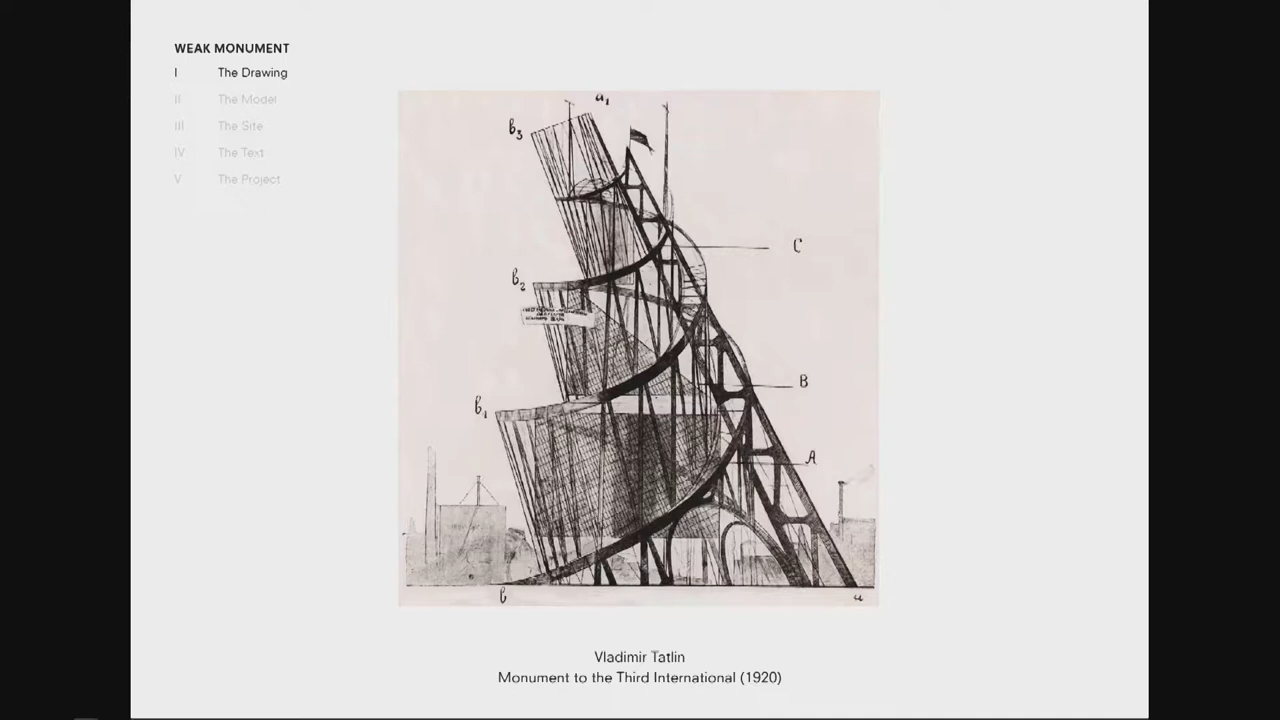 WEAK MONUMENT
I The Drawing
II The Model
III The Site
IV The Text
V The Project
a₁
b₃
C
b₂
B
b₁
A
b
a
Vladimir Tatlin
Monument to the Third International (1920)